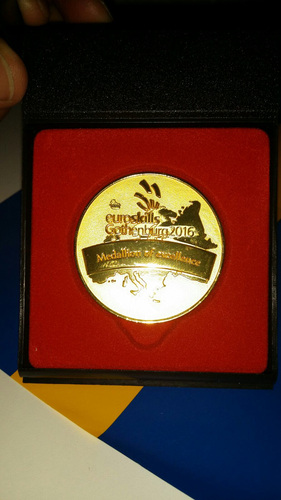 euroskills
Gothenburg 2016
Medallion of excellence